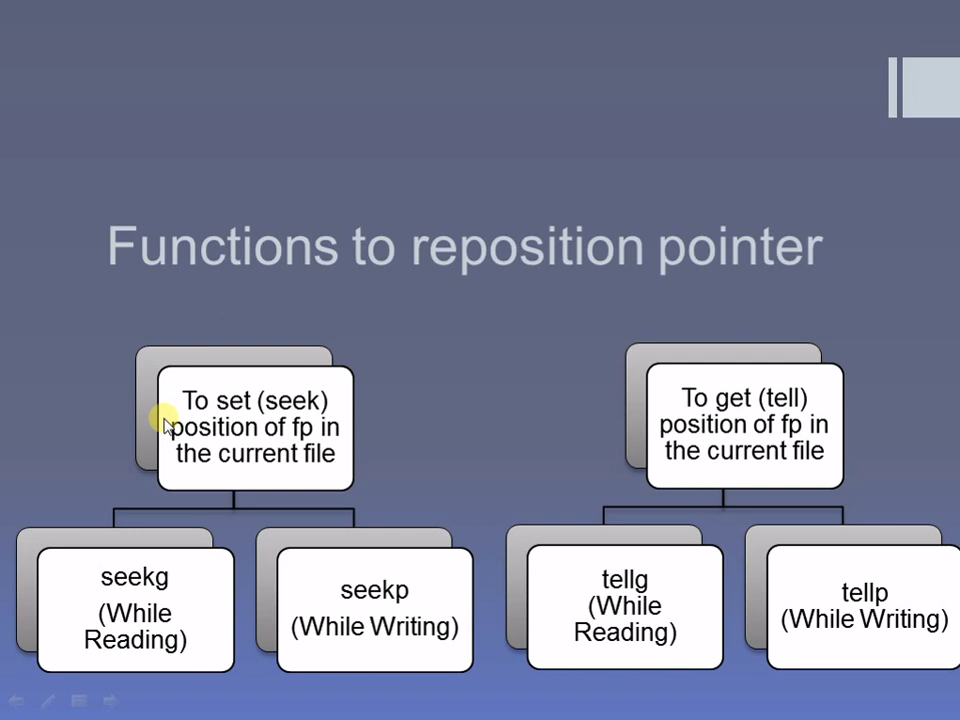 Functions to reposition pointer
To set (seek)
position of fp in
the current file
seekg
(While
Reading)
seekp
(While Writing)
To get (tell)
position of fp in
the current file
tellg
(While
Reading)
tellp
(While Writing)